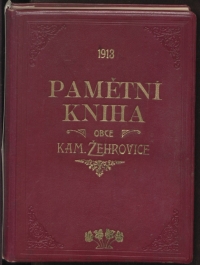 1913
PAMĚTNÍ
KNIHA
OBCE
KAM. ŽEHROVICE